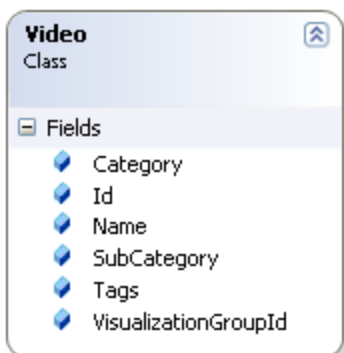 Video
Class
Fields
Category
Id
Name
SubCategory
Tags
VisualizationGroupId